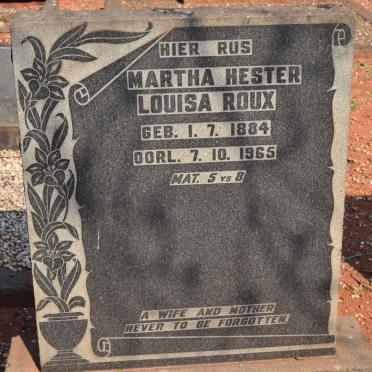 HIER RUS
MARTHA HESTER
LOUISA ROUX
GEB. 1. 7. 1884
OORL. 7. 10. 1965
MAT. 5 VS 8
A WIFE AND MOTHER
NEVER TO BE FORGOTTEN.